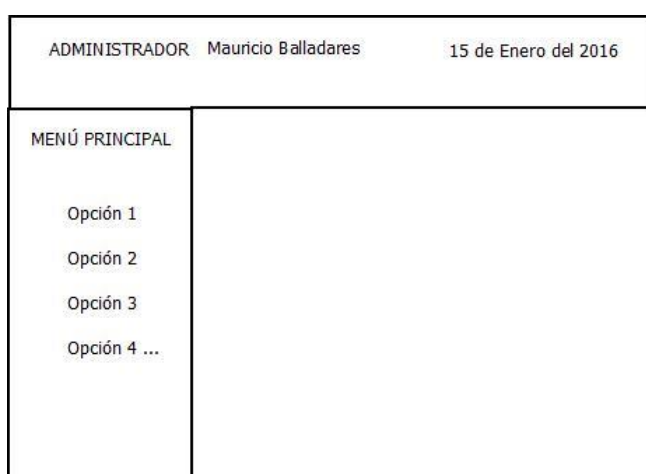 ADMINISTRADOR Mauricio Balladares 15 de Enero del 2016
MENÚ PRINCIPAL
Opción 1
Opción 2
Opción 3
Opción 4 ...